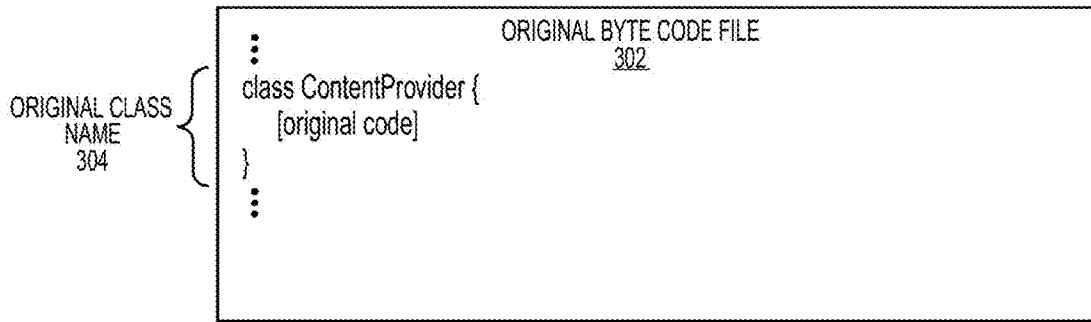 ORIGINAL BYTE CODE FILE
302
class ContentProvider {
[original code]
}
ORIGINAL CLASS
NAME
304